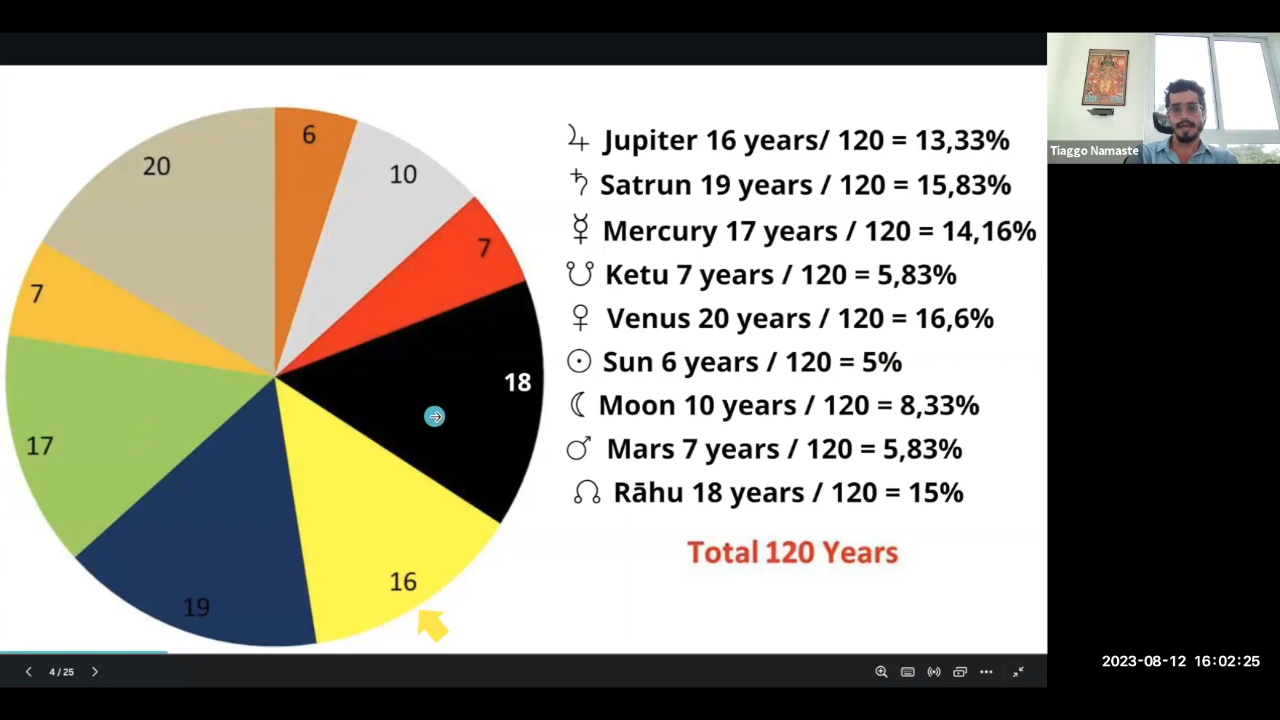 6
10
7
18
16
19
17
7
20
♃ Jupiter 16 years/ 120 = 13,33%
♄ Satrun 19 years / 120 = 15,83%
☿ Mercury 17 years / 120 = 14,16%
☋ Ketu 7 years / 120 = 5,83%
♀ Venus 20 years / 120 = 16,6%
☉ Sun 6 years / 120 = 5%
☾ Moon 10 years / 120 = 8,33%
♂ Mars 7 years / 120 = 5,83%
☊ Rāhu 18 years / 120 = 15%
Total 120 Years
Tiaggo Namaste
4 / 25
2023-08-12 16:02:25